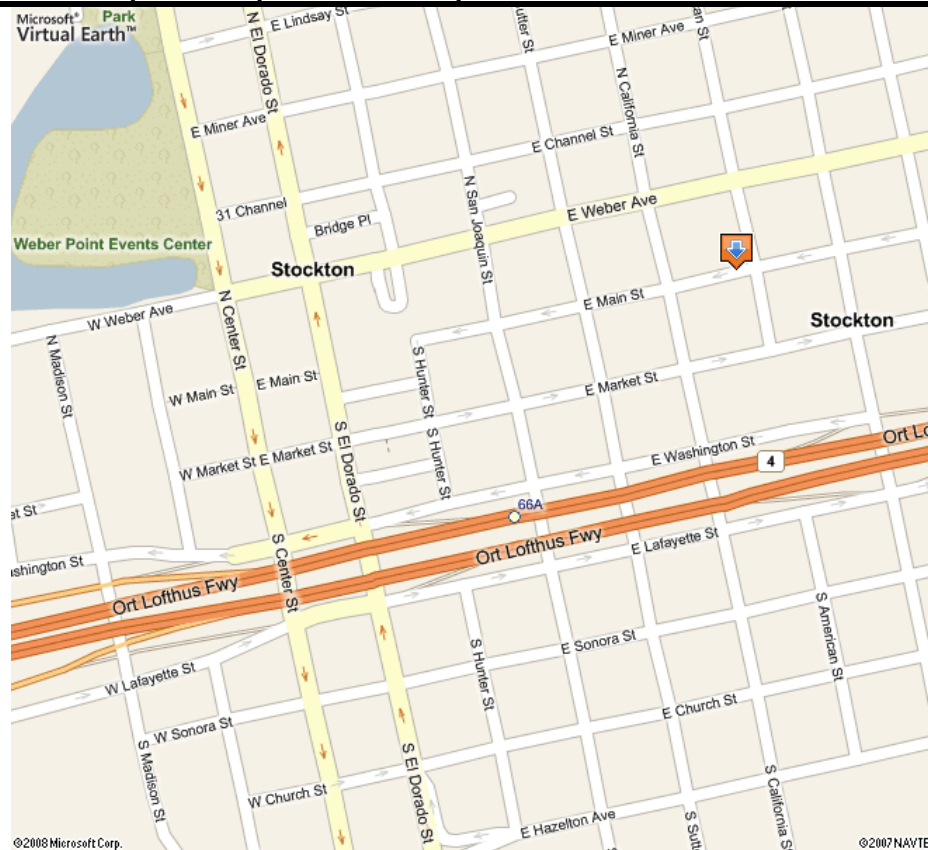 Microsoft®
Virtual Earth™
Park
E Lindsay St
N El Dorado St
E Miner Ave
E Miner Ave
N California St
E Channel St
31 Channel
Bridge Pl
N San Joaquin St
E Weber Ave
Weber Point Events Center
Stockton
W Weber Ave
N Center St
N Madison St
E Main St
Stockton
W Main St
E Main St
S Hunter St
E Market St
S El Dorado St
W Market St
E Market St
S Hunter St
E Washington St
4
Ort Lo
66A
et St
Ort Lofthus Fwy
E Lafayette St
shington St
Ort Lofthus Fwy
S Center St
S American St
E Sonora St
S Hunter St
W Lafayette St
E Church St
W Sonora St
S Madison St
S El Dorado St
W Church St
S California St
E Hazelton Ave
S Sutt
©2008 Microsoft Corp.
©2007 NAVTE